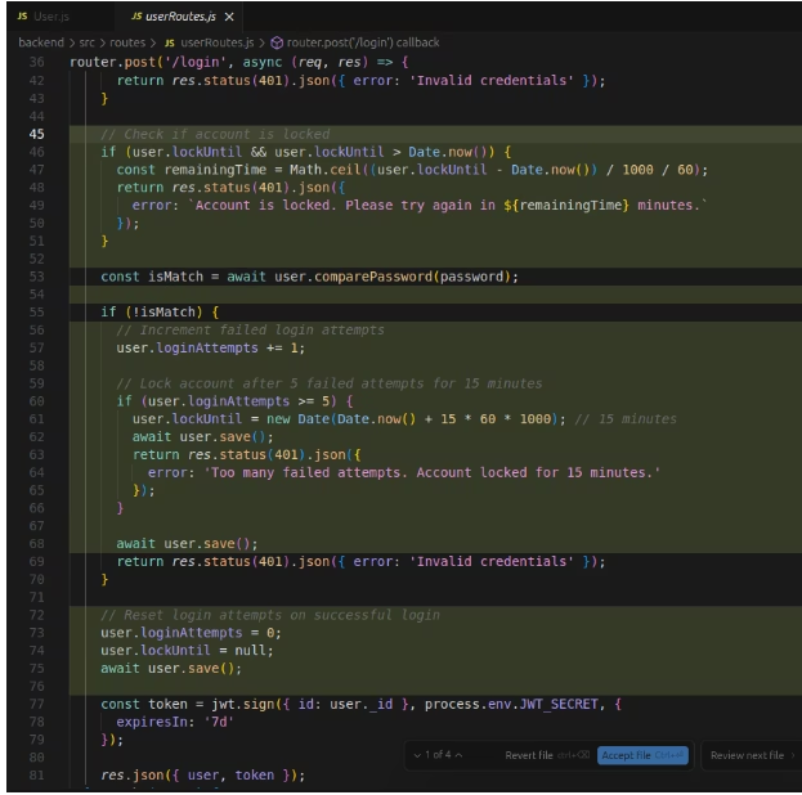 JS User.js JS userRoutes.js ×
backend > src > routes > JS userRoutes.js > router.post('/login') callback
36 router.post('/login', async (req, res) => {
42 return res.status(401).json({ error: 'Invalid credentials' });
43 }
44
45 // Check if account is locked
46 if (user.lockUntil && user.lockUntil > Date.now()) {
47 const remainingTime = Math.ceil((user.lockUntil - Date.now()) / 1000 / 60);
48 return res.status(401).json({
49 error: `Account is locked. Please try again in ${remainingTime} minutes.`
50 });
51 }
52
53 const isMatch = await user.comparePassword(password);
54
55 if (!isMatch) {
56 // Increment failed login attempts
57 user.loginAttempts += 1;
58
59 // Lock account after 5 failed attempts for 15 minutes
60 if (user.loginAttempts >= 5) {
61 user.lockUntil = new Date(Date.now() + 15 * 60 * 1000); // 15 minutes
62 await user.save();
63 return res.status(401).json({
64 error: 'Too many failed attempts. Account locked for 15 minutes.'
65 });
66 }
67
68 await user.save();
69 return res.status(401).json({ error: 'Invalid credentials' });
70 }
71
72 // Reset login attempts on successful login
73 user.loginAttempts = 0;
74 user.lockUntil = null;
75 await user.save();
76
77 const token = jwt.sign({ id: user._id }, process.env.JWT_SECRET, {
78 expiresIn: '7d'
79 });
80
81 res.json({ user, token });
1 of 4 Revert file Accept file Review next file >